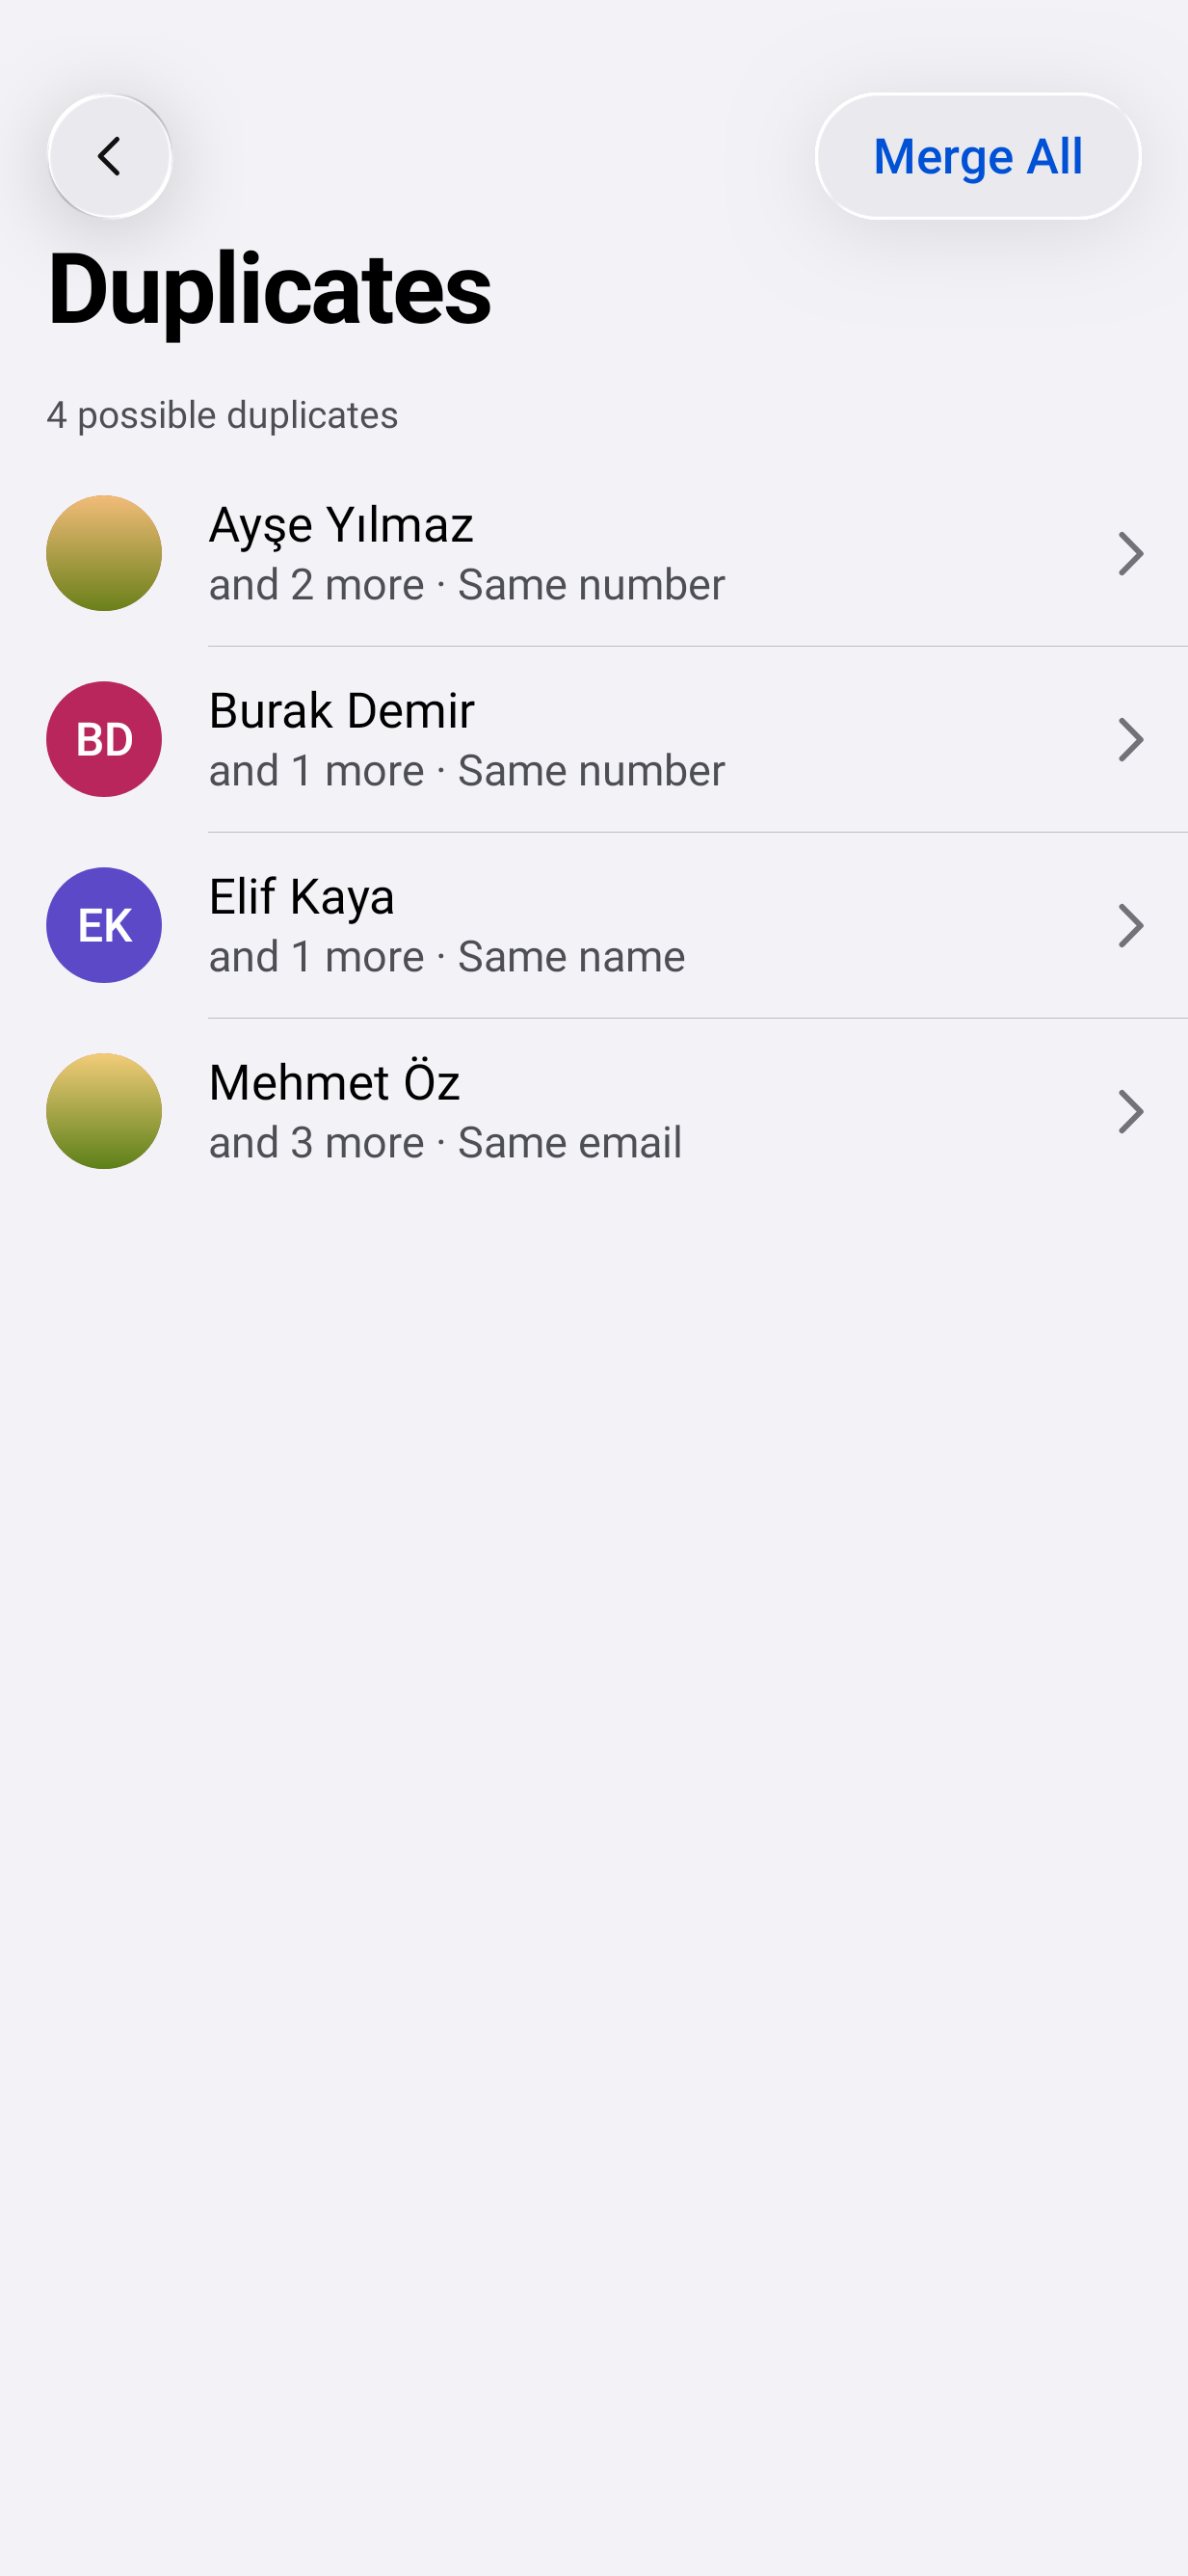 Merge All
Duplicates
4 possible duplicates
Ayşe Yılmaz
and 2 more · Same number
BD
Burak Demir
and 1 more · Same number
EK
Elif Kaya
and 1 more · Same name
Mehmet Öz
and 3 more · Same email